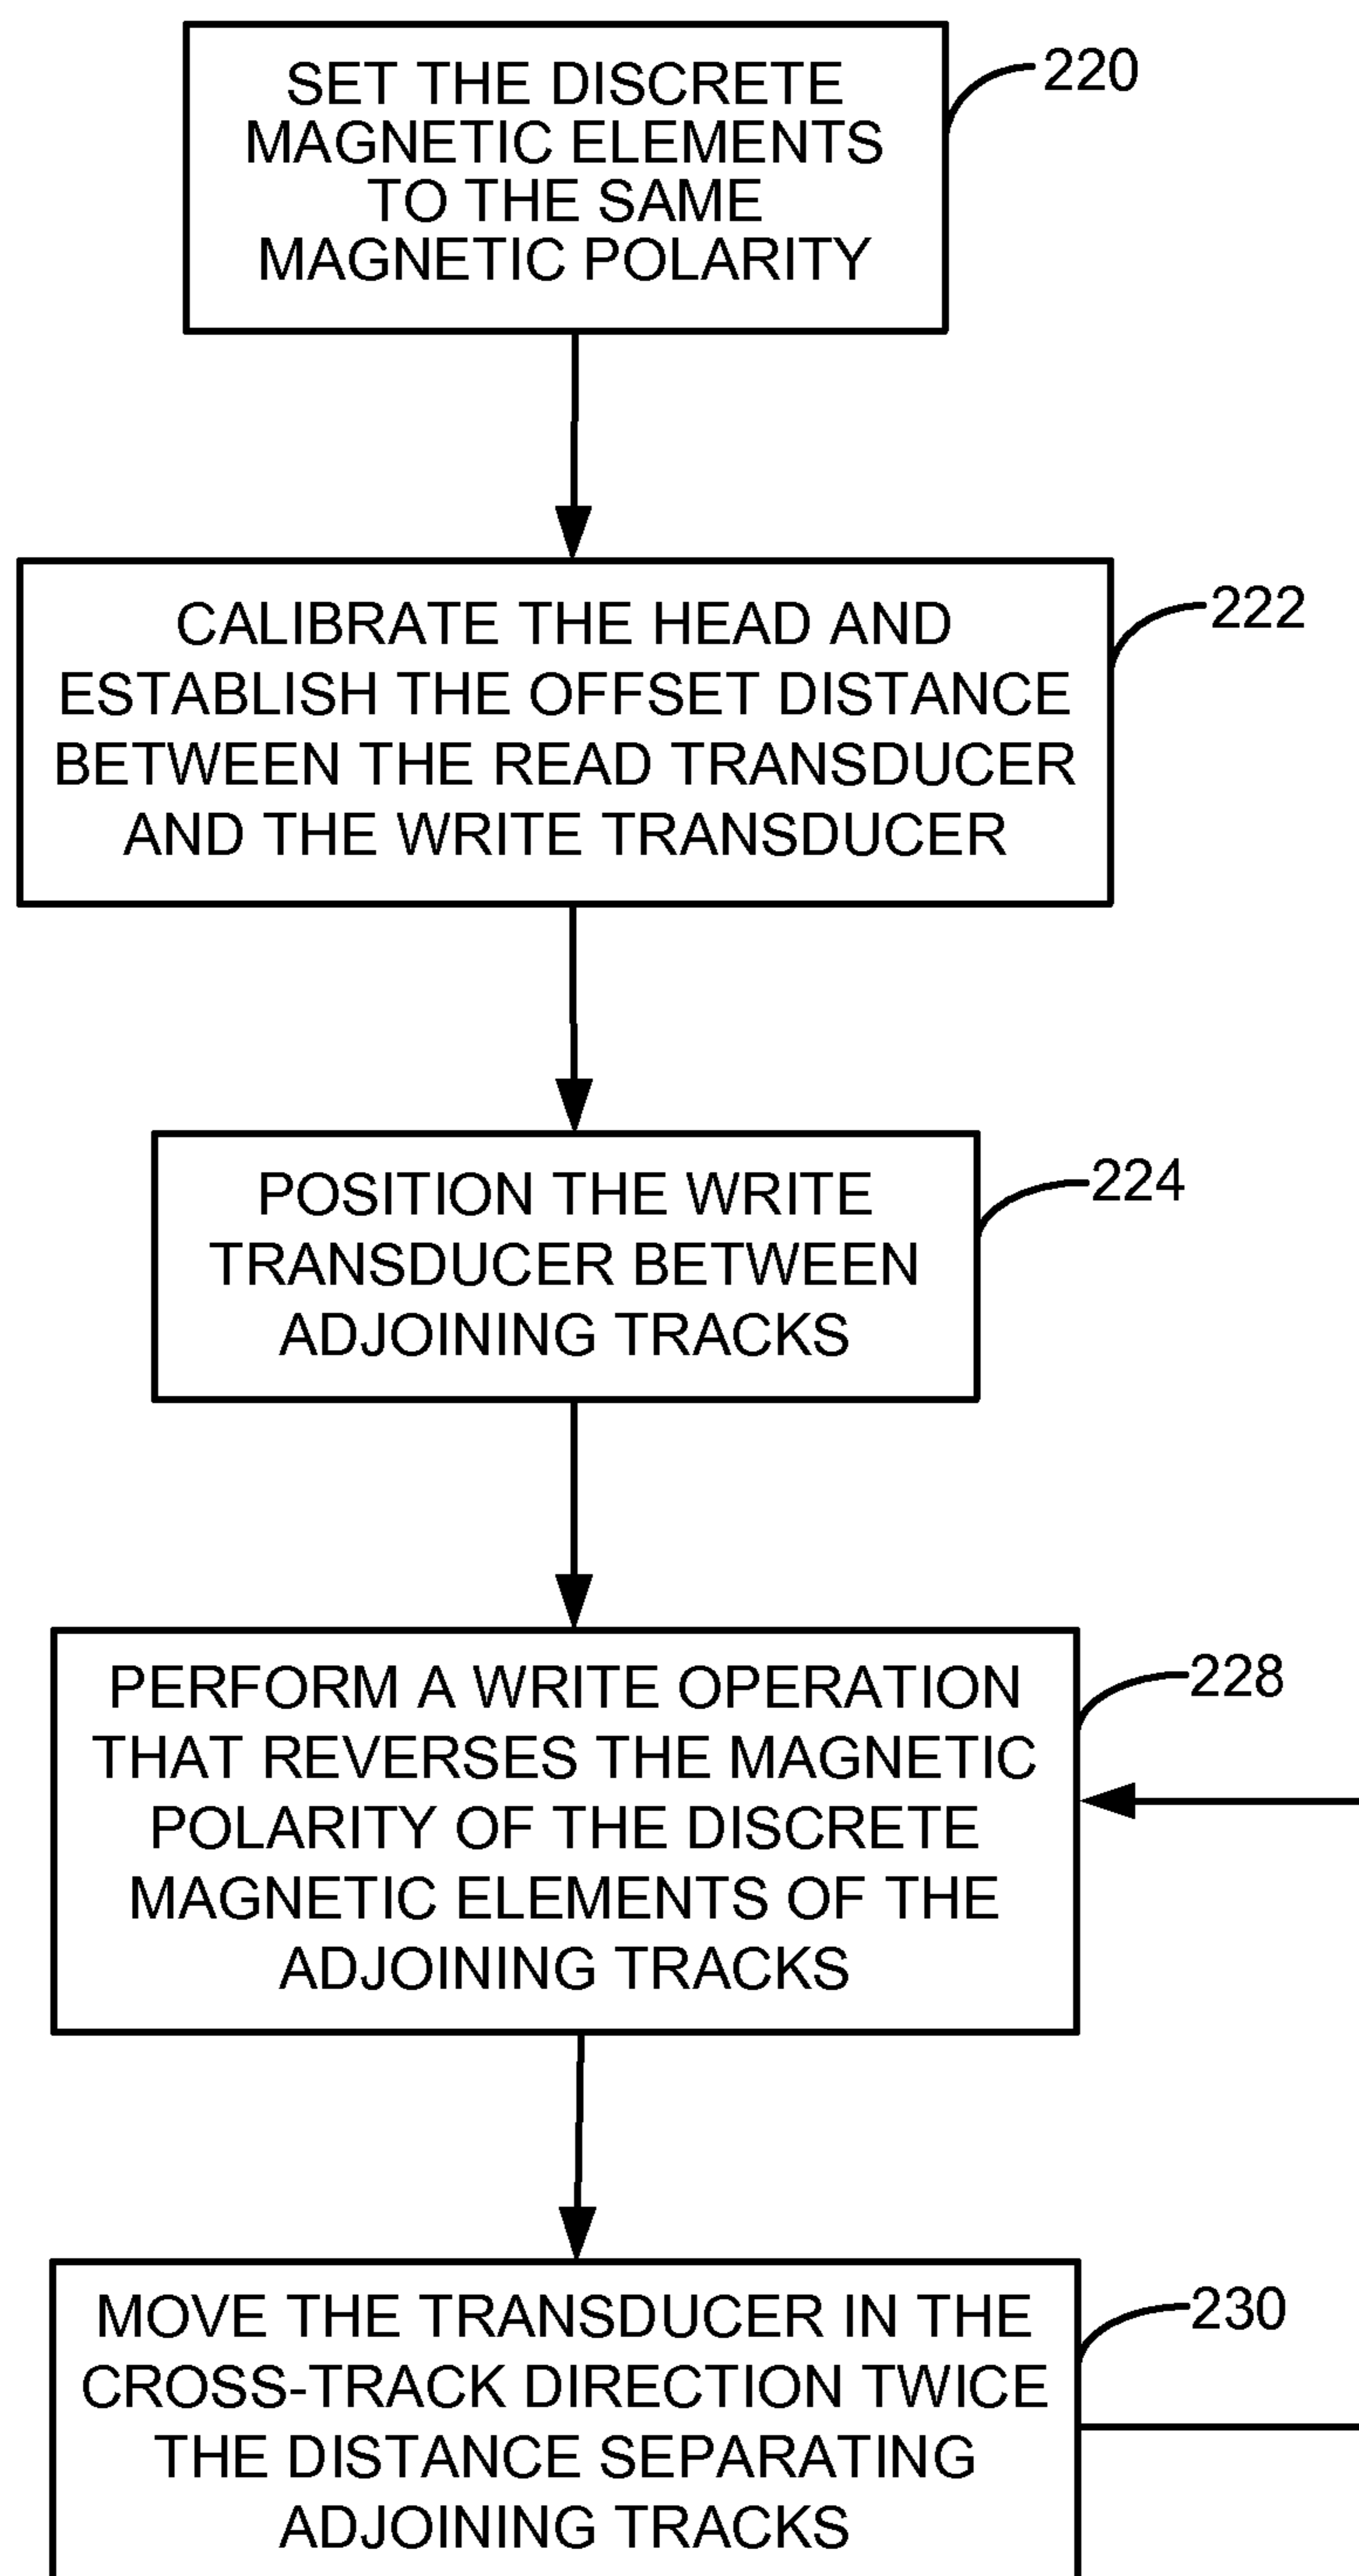 SET THE DISCRETE
MAGNETIC ELEMENTS
TO THE SAME
MAGNETIC POLARITY
220
CALIBRATE THE HEAD AND
ESTABLISH THE OFFSET DISTANCE
BETWEEN THE READ TRANSDUCER
AND THE WRITE TRANSDUCER
222
POSITION THE WRITE
TRANSDUCER BETWEEN
ADJOINING TRACKS
224
PERFORM A WRITE OPERATION
THAT REVERSES THE MAGNETIC
POLARITY OF THE DISCRETE
MAGNETIC ELEMENTS OF THE
ADJOINING TRACKS
228
MOVE THE TRANSDUCER IN THE
CROSS-TRACK DIRECTION TWICE
THE DISTANCE SEPARATING
ADJOINING TRACKS
230